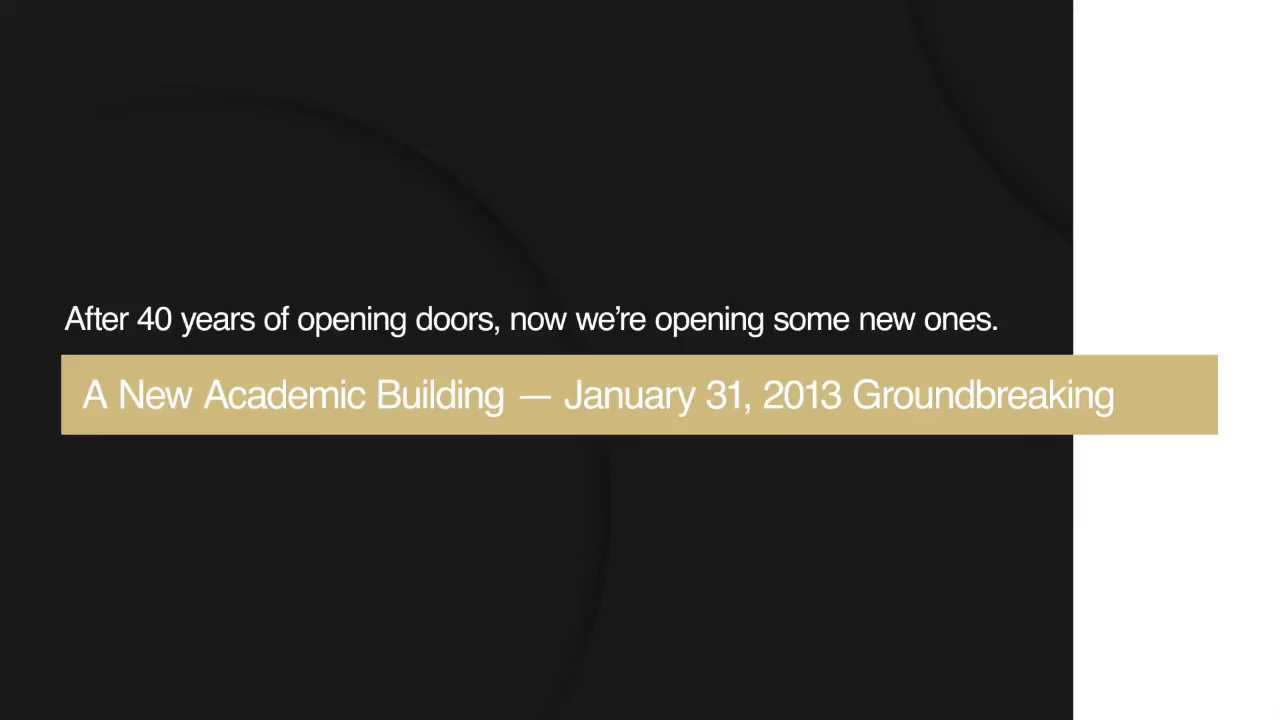 After 40 years of opening doors, now we’re opening some new ones.
A New Academic Building — January 31, 2013 Groundbreaking